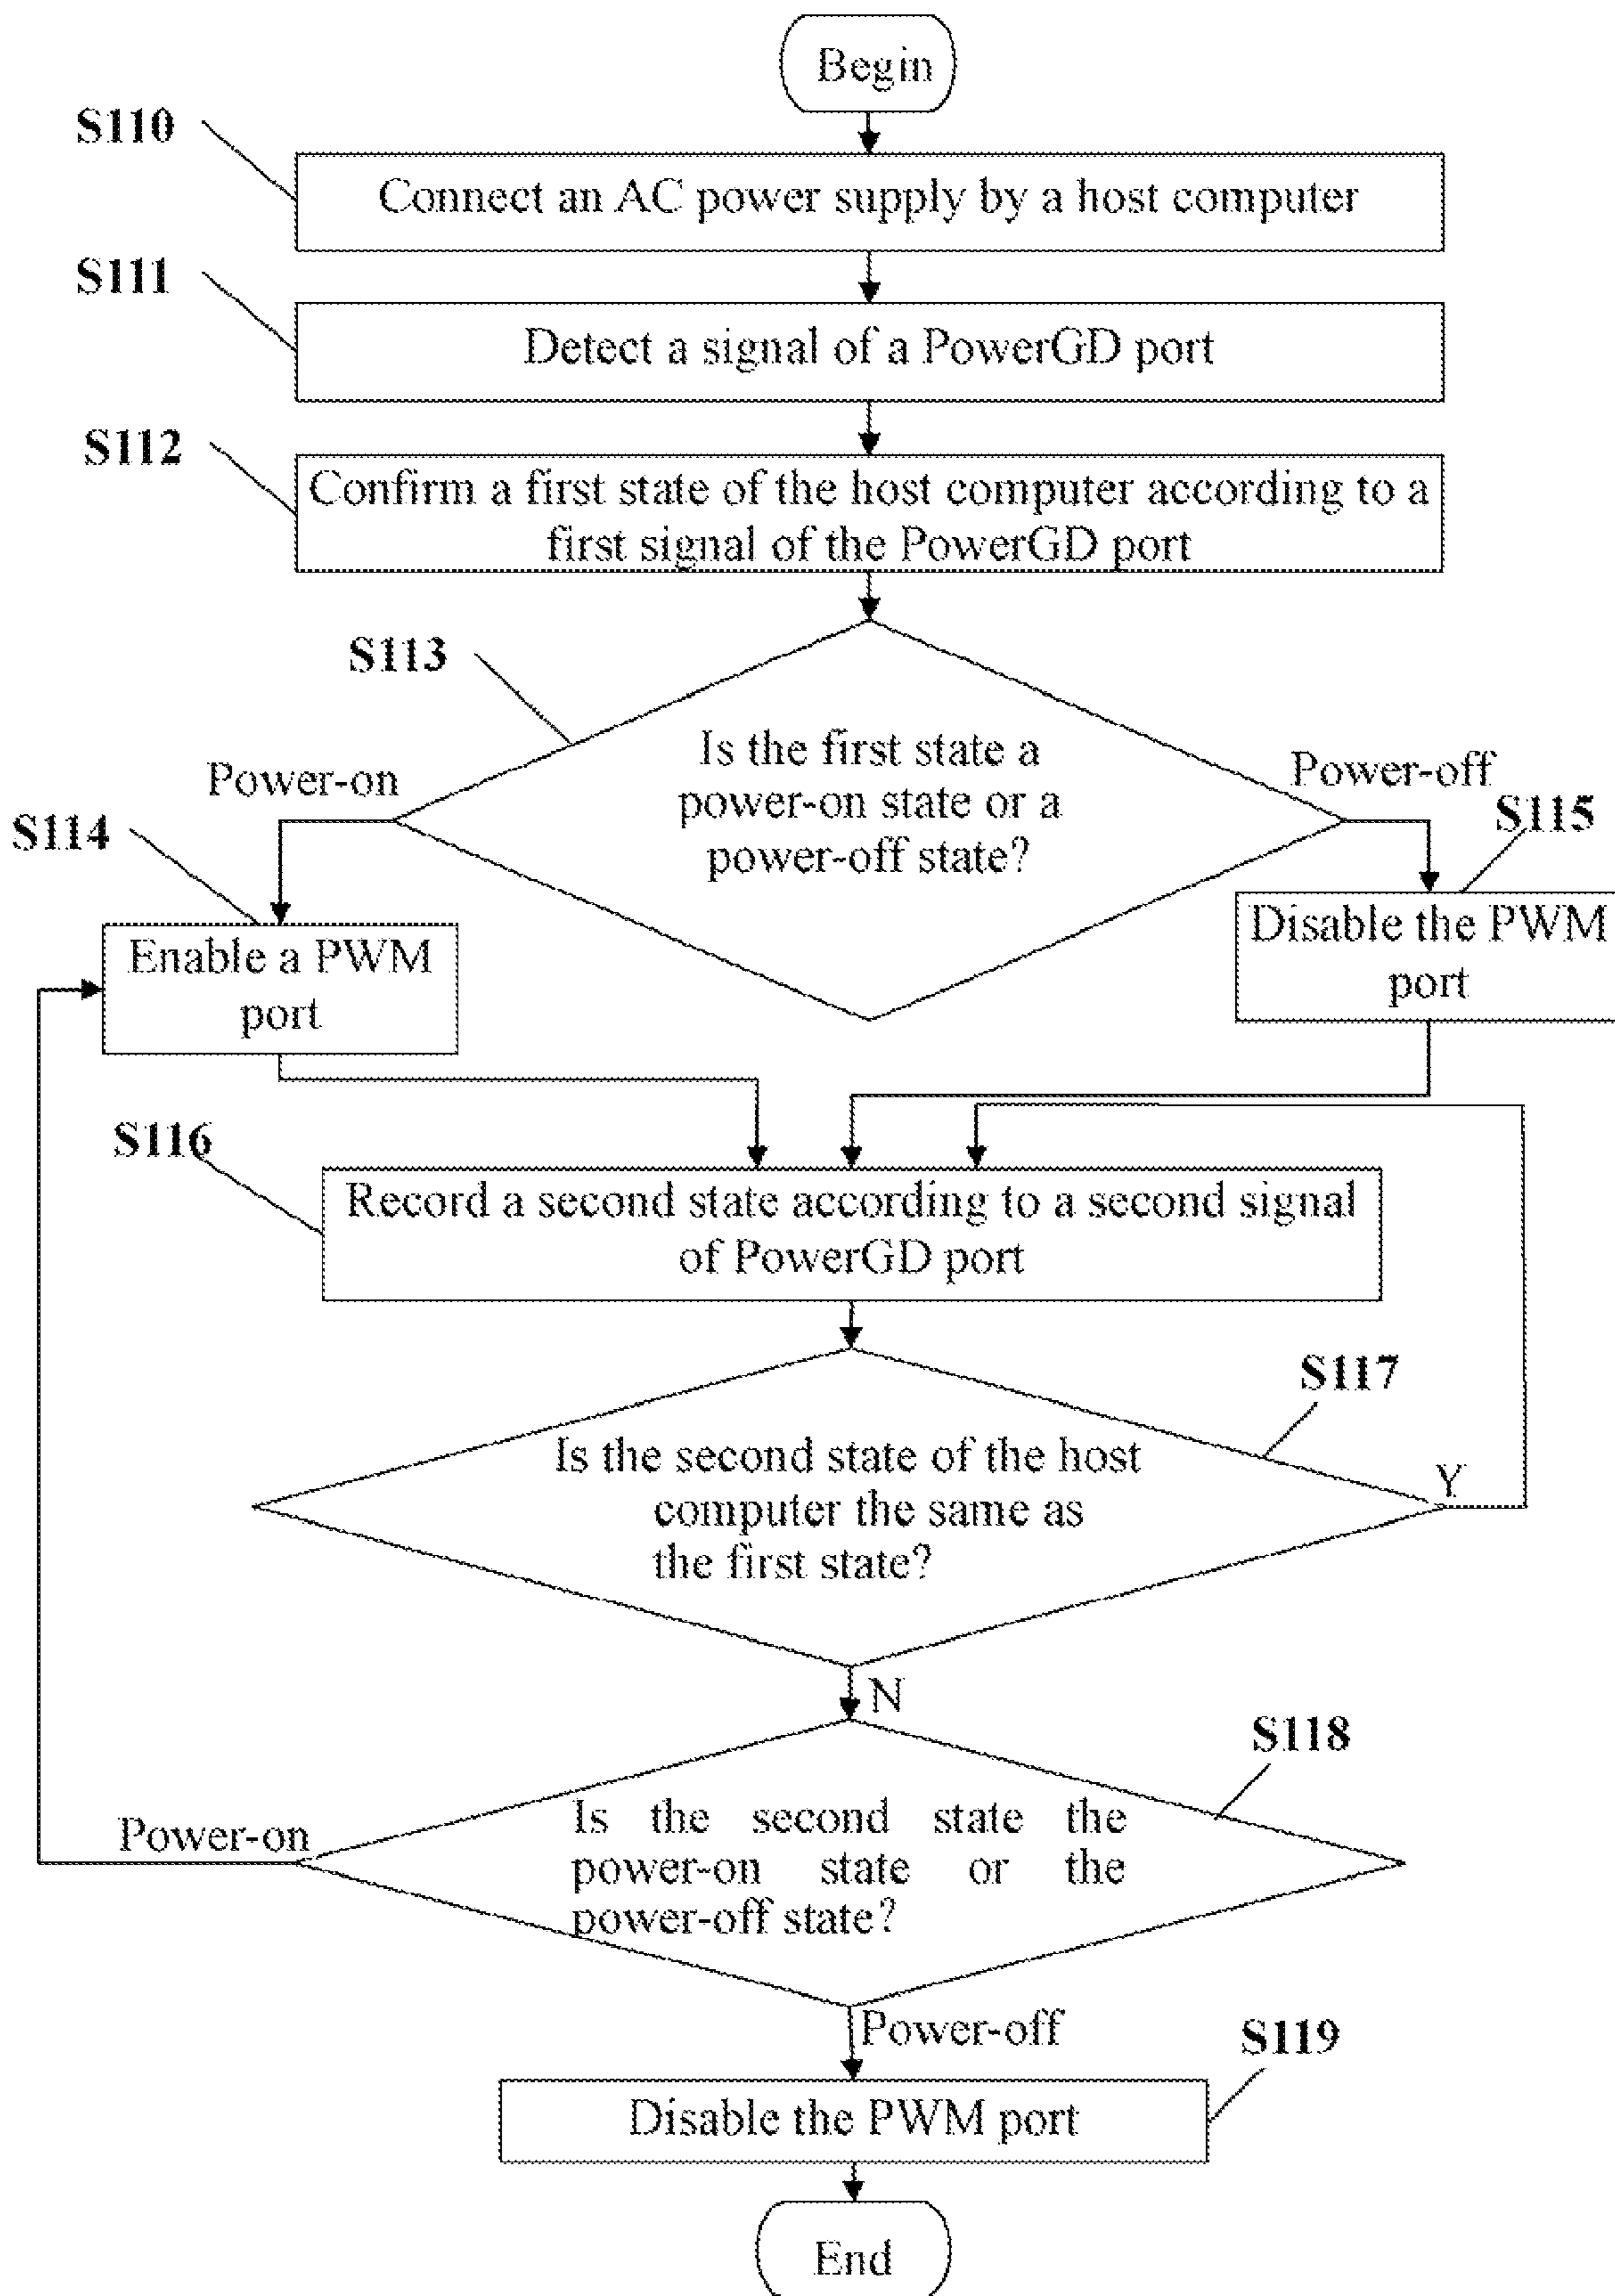 Begin
S110
Connect an AC power supply by a host computer
S111
Detect a signal of a PowerGD port
S112
Confirm a first state of the host computer according to a
first signal of the PowerGD port
S113
Is the first state a
power-on state or a
power-off state?
Power-on
Power-off
S114
S115
Enable a PWM
port
Disable the PWM
port
S116
Record a second state according to a second signal
of PowerGD port
S117
Is the second state of the host
computer the same as
the first state?
Y
N
S118
Is the second state the
power-on state or the
power-off state?
Power-on
Power-off
S119
Disable the PWM port
End